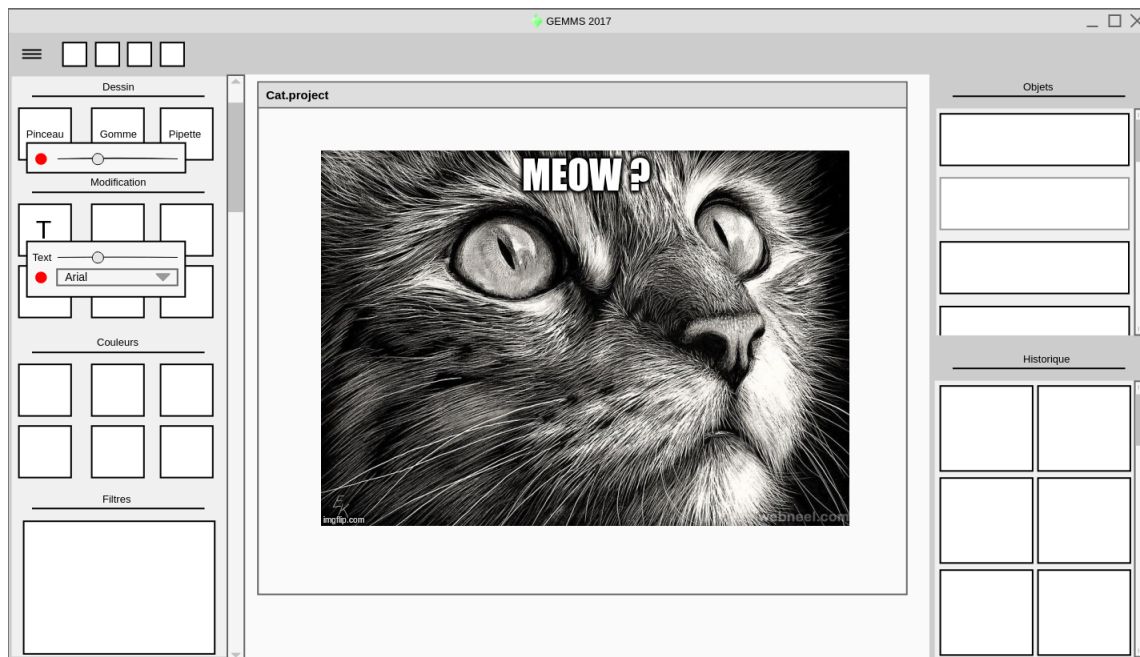 GEMMS 2017
Dessin
Pinceau Gomme Pipette
Modification
T
Text
Arial
Couleurs
Filtres
Cat.project
MEOW ?
imgflip.com
webneel.com
Objets
Historique